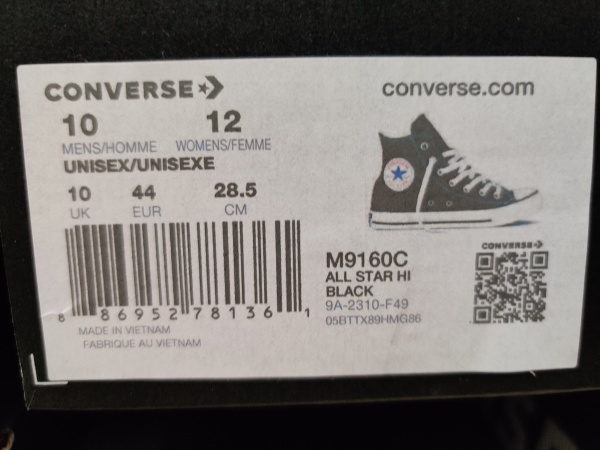 CONVERSE
converse.com
10 12
MENS/HOMME WOMENS/FEMME
UNISEX/UNISEXE
10 44 28.5
UK EUR CM
8 86952 78136 1
MADE IN VIETNAM
FABRIQUE AU VIETNAM
M9160C
ALL STAR HI
BLACK
9A-2310-F49
05BTTX89HMG86
CONVERSE